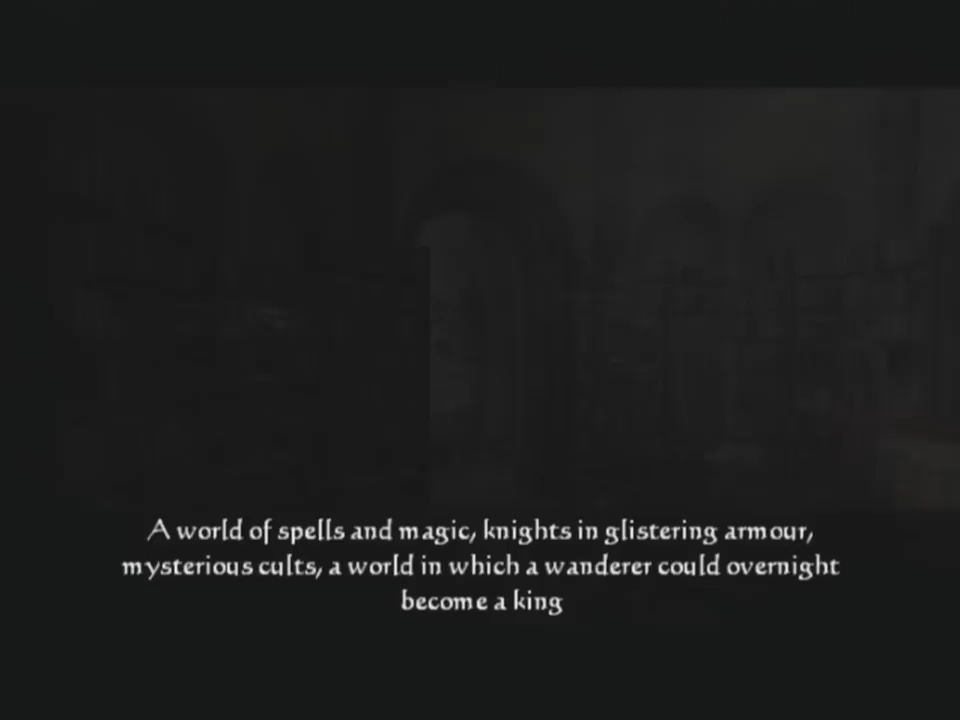 A world of spells and magic, knights in glistering armour,
mysterious cults, a world in which a wanderer could overnight
become a king